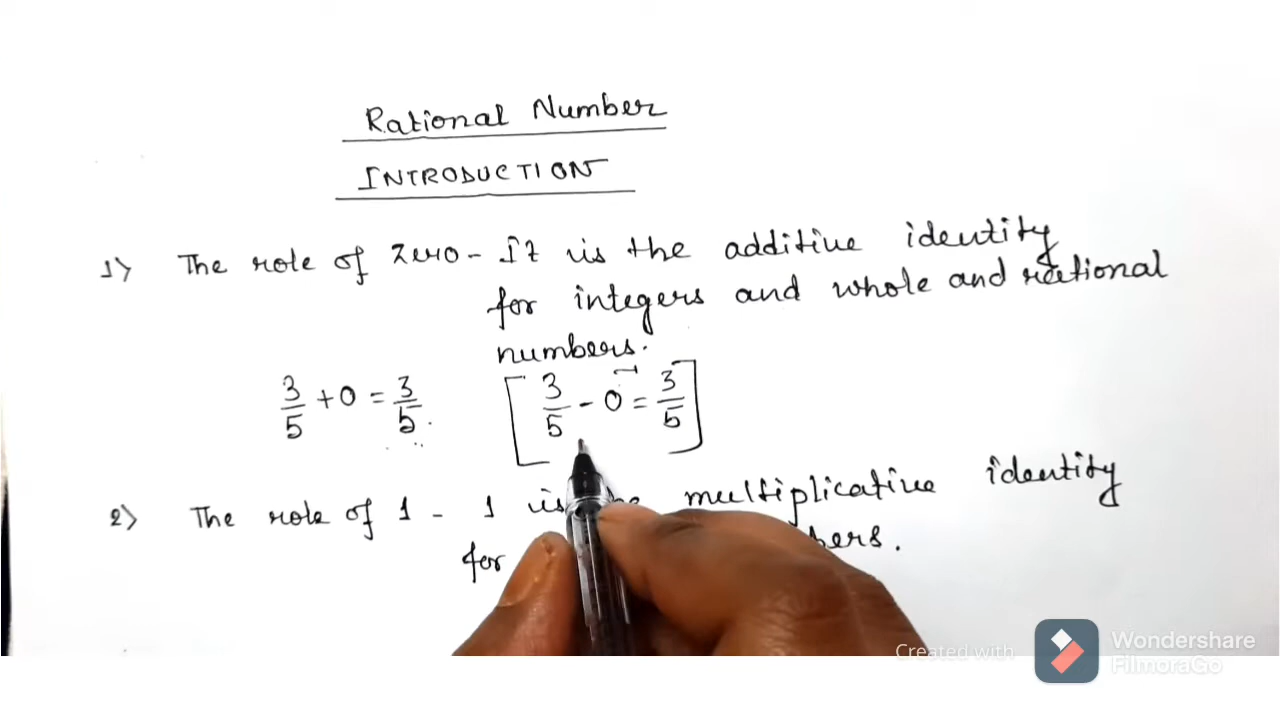 Rational Number
INTRODUCTION
1) The role of Zero - It is the additive identity
for integers and whole and rational
numbers.
3/5 + 0 = 3/5 [ 3/5 - 0 = 3/5 ]
2) The role of 1 - 1 is multiplicative identity
for
Created with Wondershare FilmoraGo